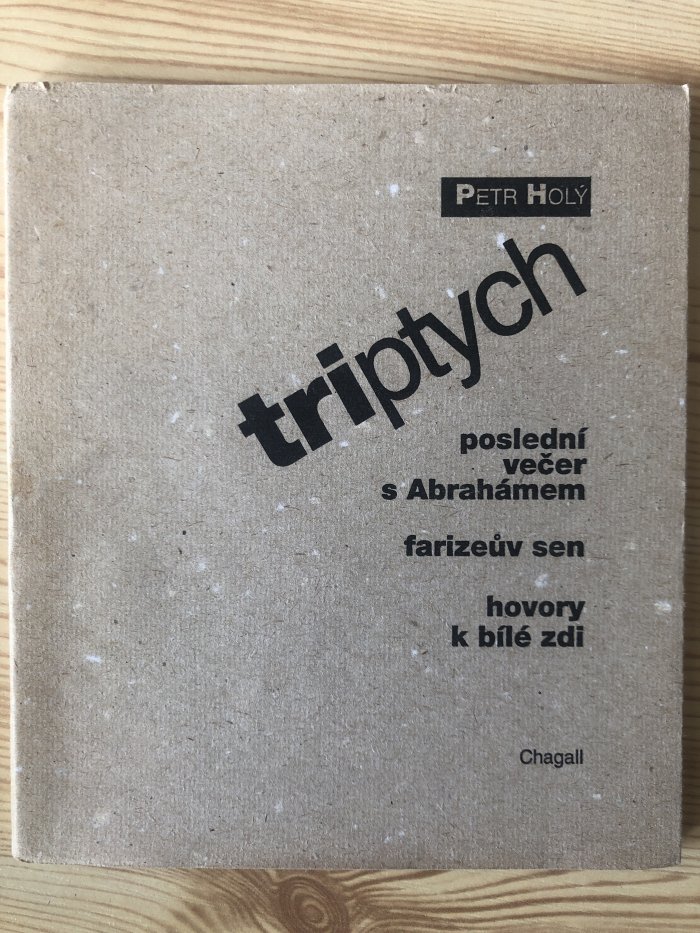 Petr Holý
triptych
poslední
večer
s Abrahámem
farizeův sen
hovory
k bílé zdi
Chagall